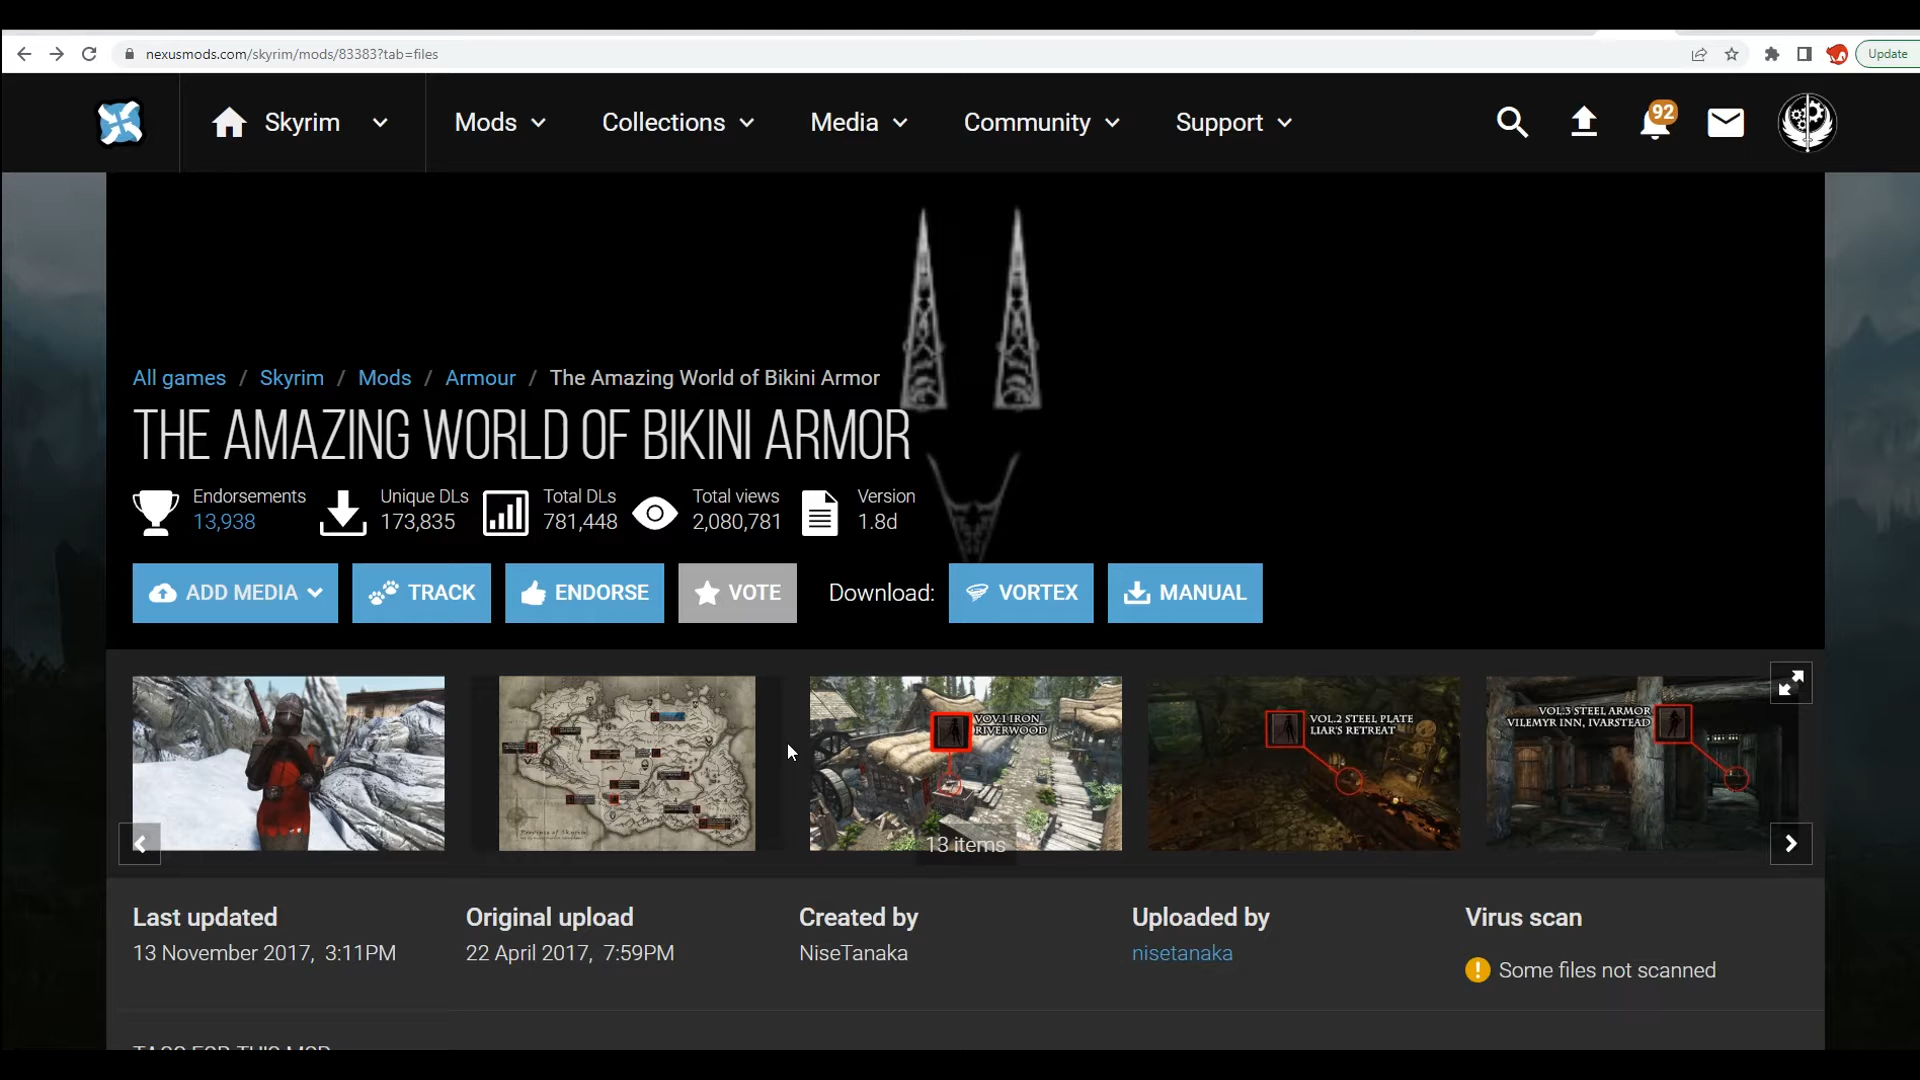 nexusmods.com/skyrim/mods/83383?tab=files
Update
Skyrim
Mods
Collections
Media
Community
Support
92
All games / Skyrim / Mods / Armour / The Amazing World of Bikini Armor
THE AMAZING WORLD OF BIKINI ARMOR
Endorsements
13,938
Unique DLs
173,835
Total DLs
781,448
Total views
2,080,781
Version
1.8d
ADD MEDIA
TRACK
ENDORSE
VOTE
Download:
VORTEX
MANUAL
VOV.1 IRON
RIVERWOOD
13 items
VOL.2 STEEL PLATE
LIAR'S RETREAT
VOL.3 STEEL ARMOR
VILEMYR INN, IVARSTEAD
Last updated
13 November 2017, 3:11PM
Original upload
22 April 2017, 7:59PM
Created by
NiseTanaka
Uploaded by
nisetanaka
Virus scan
Some files not scanned
TAGS FOR THIS MOD